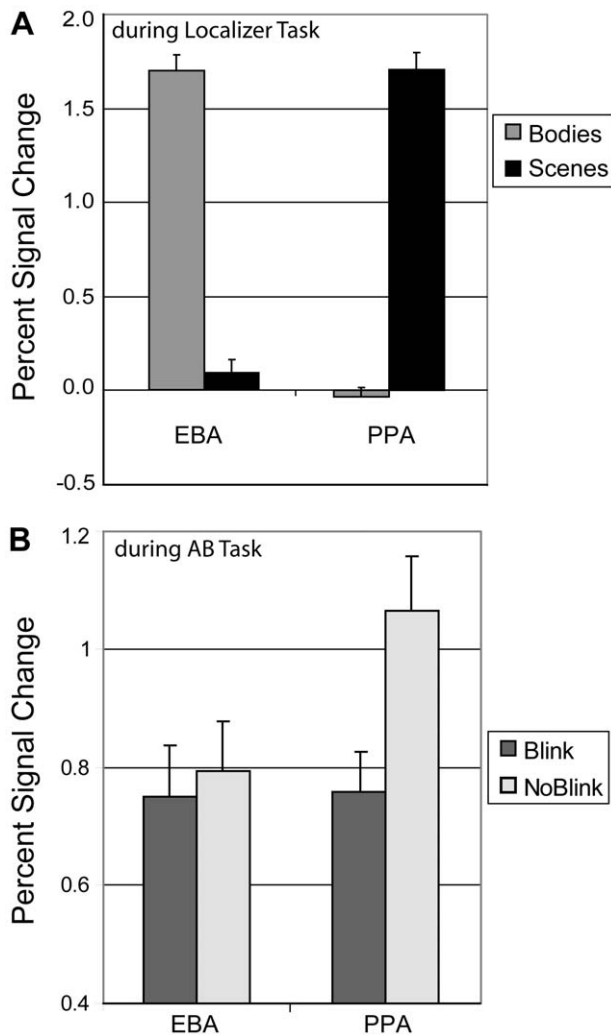 A
during Localizer Task
Percent Signal Change
2.0
1.5
1.0
0.5
0.0
-0.5
EBA PPA
Bodies
Scenes
B
during AB Task
Percent Signal Change
1.2
1
0.8
0.6
0.4
EBA PPA
Blink
NoBlink